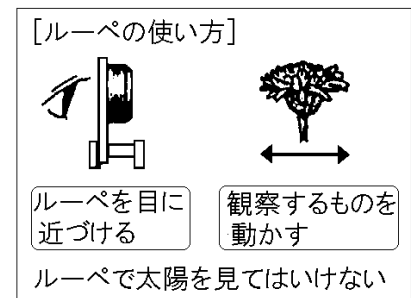 [ルーペの使い方]
ルーペを目に
近づける
観察するものを
動かす
ルーペで太陽を見てはいけない